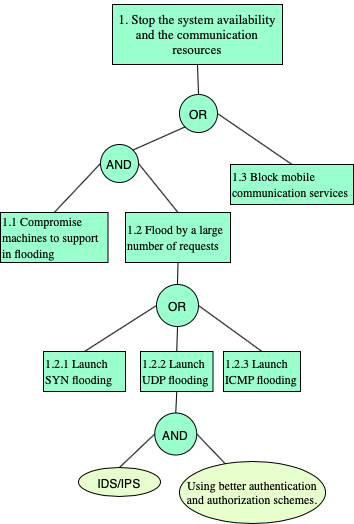 1. Stop the system availability
and the communication
resources
OR
AND
1.3 Block mobile
communication services
1.1 Compromise
machines to support
in flooding
1.2 Flood by a large
number of requests
OR
1.2.1 Launch
SYN flooding
1.2.2 Launch
UDP flooding
1.2.3 Launch
ICMP flooding
AND
IDS/IPS
Using better authentication
and authorization schemes.